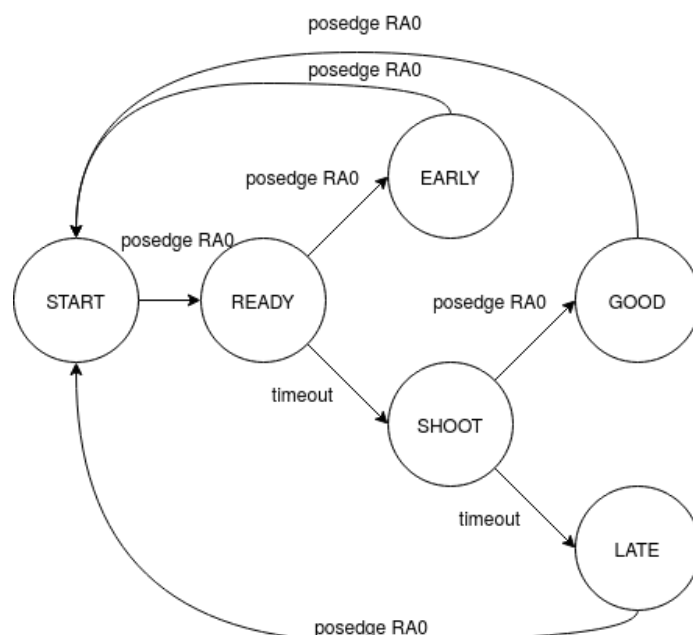 posedge RA0
posedge RA0
posedge RA0
EARLY
posedge RA0
START
READY
posedge RA0
GOOD
timeout
SHOOT
timeout
LATE
posedge RA0